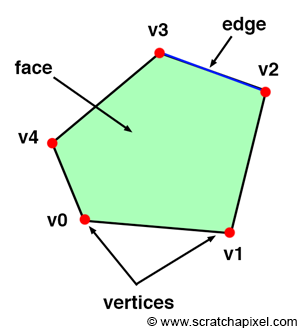 edge
v3
face
v2
v4
v0
v1
vertices
© www.scratchapixel.com